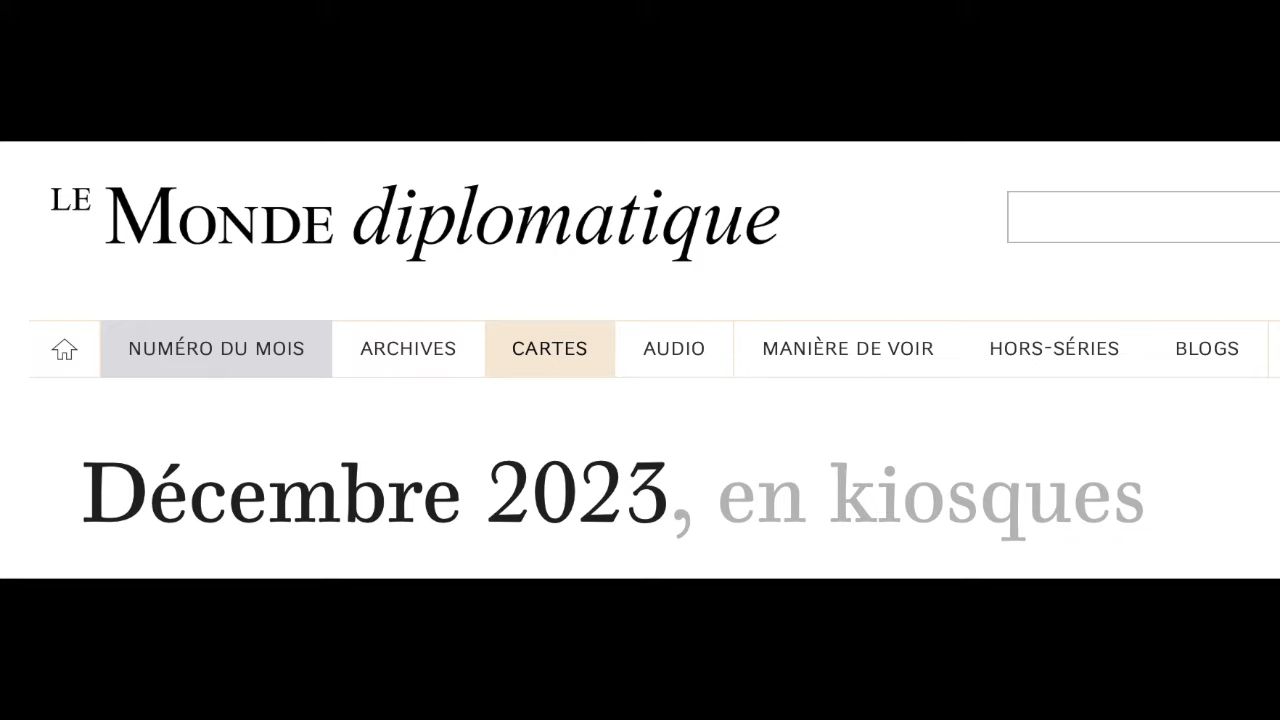 LE MONDE diplomatique
NUMÉRO DU MOIS ARCHIVES CARTES AUDIO MANIÈRE DE VOIR HORS-SÉRIES BLOGS
Décembre 2023, en kiosques